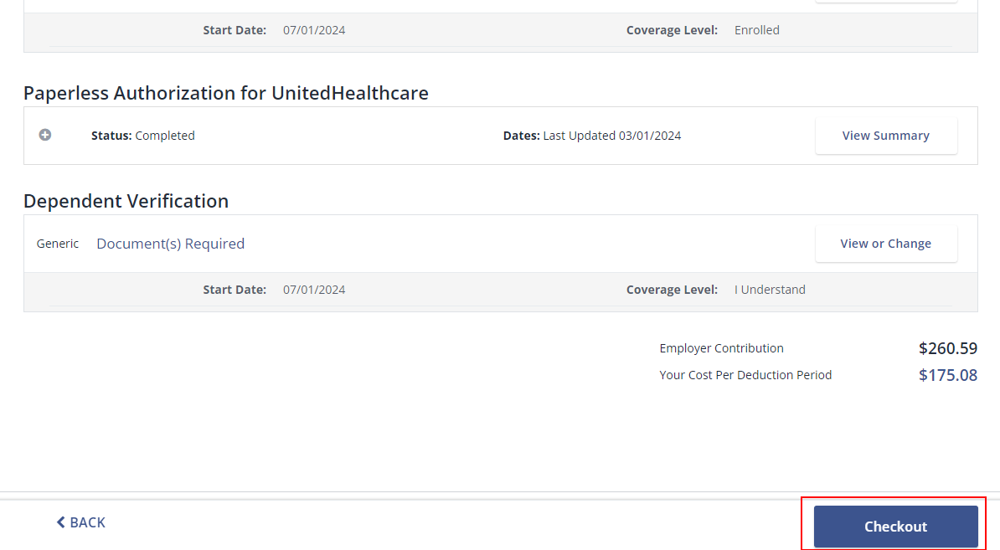 Start Date: 07/01/2024 Coverage Level: Enrolled
Paperless Authorization for UnitedHealthcare
Status: Completed Dates: Last Updated 03/01/2024 View Summary
Dependent Verification
Generic Document(s) Required View or Change
Start Date: 07/01/2024 Coverage Level: I Understand
Employer Contribution $260.59
Your Cost Per Deduction Period $175.08
BACK Checkout